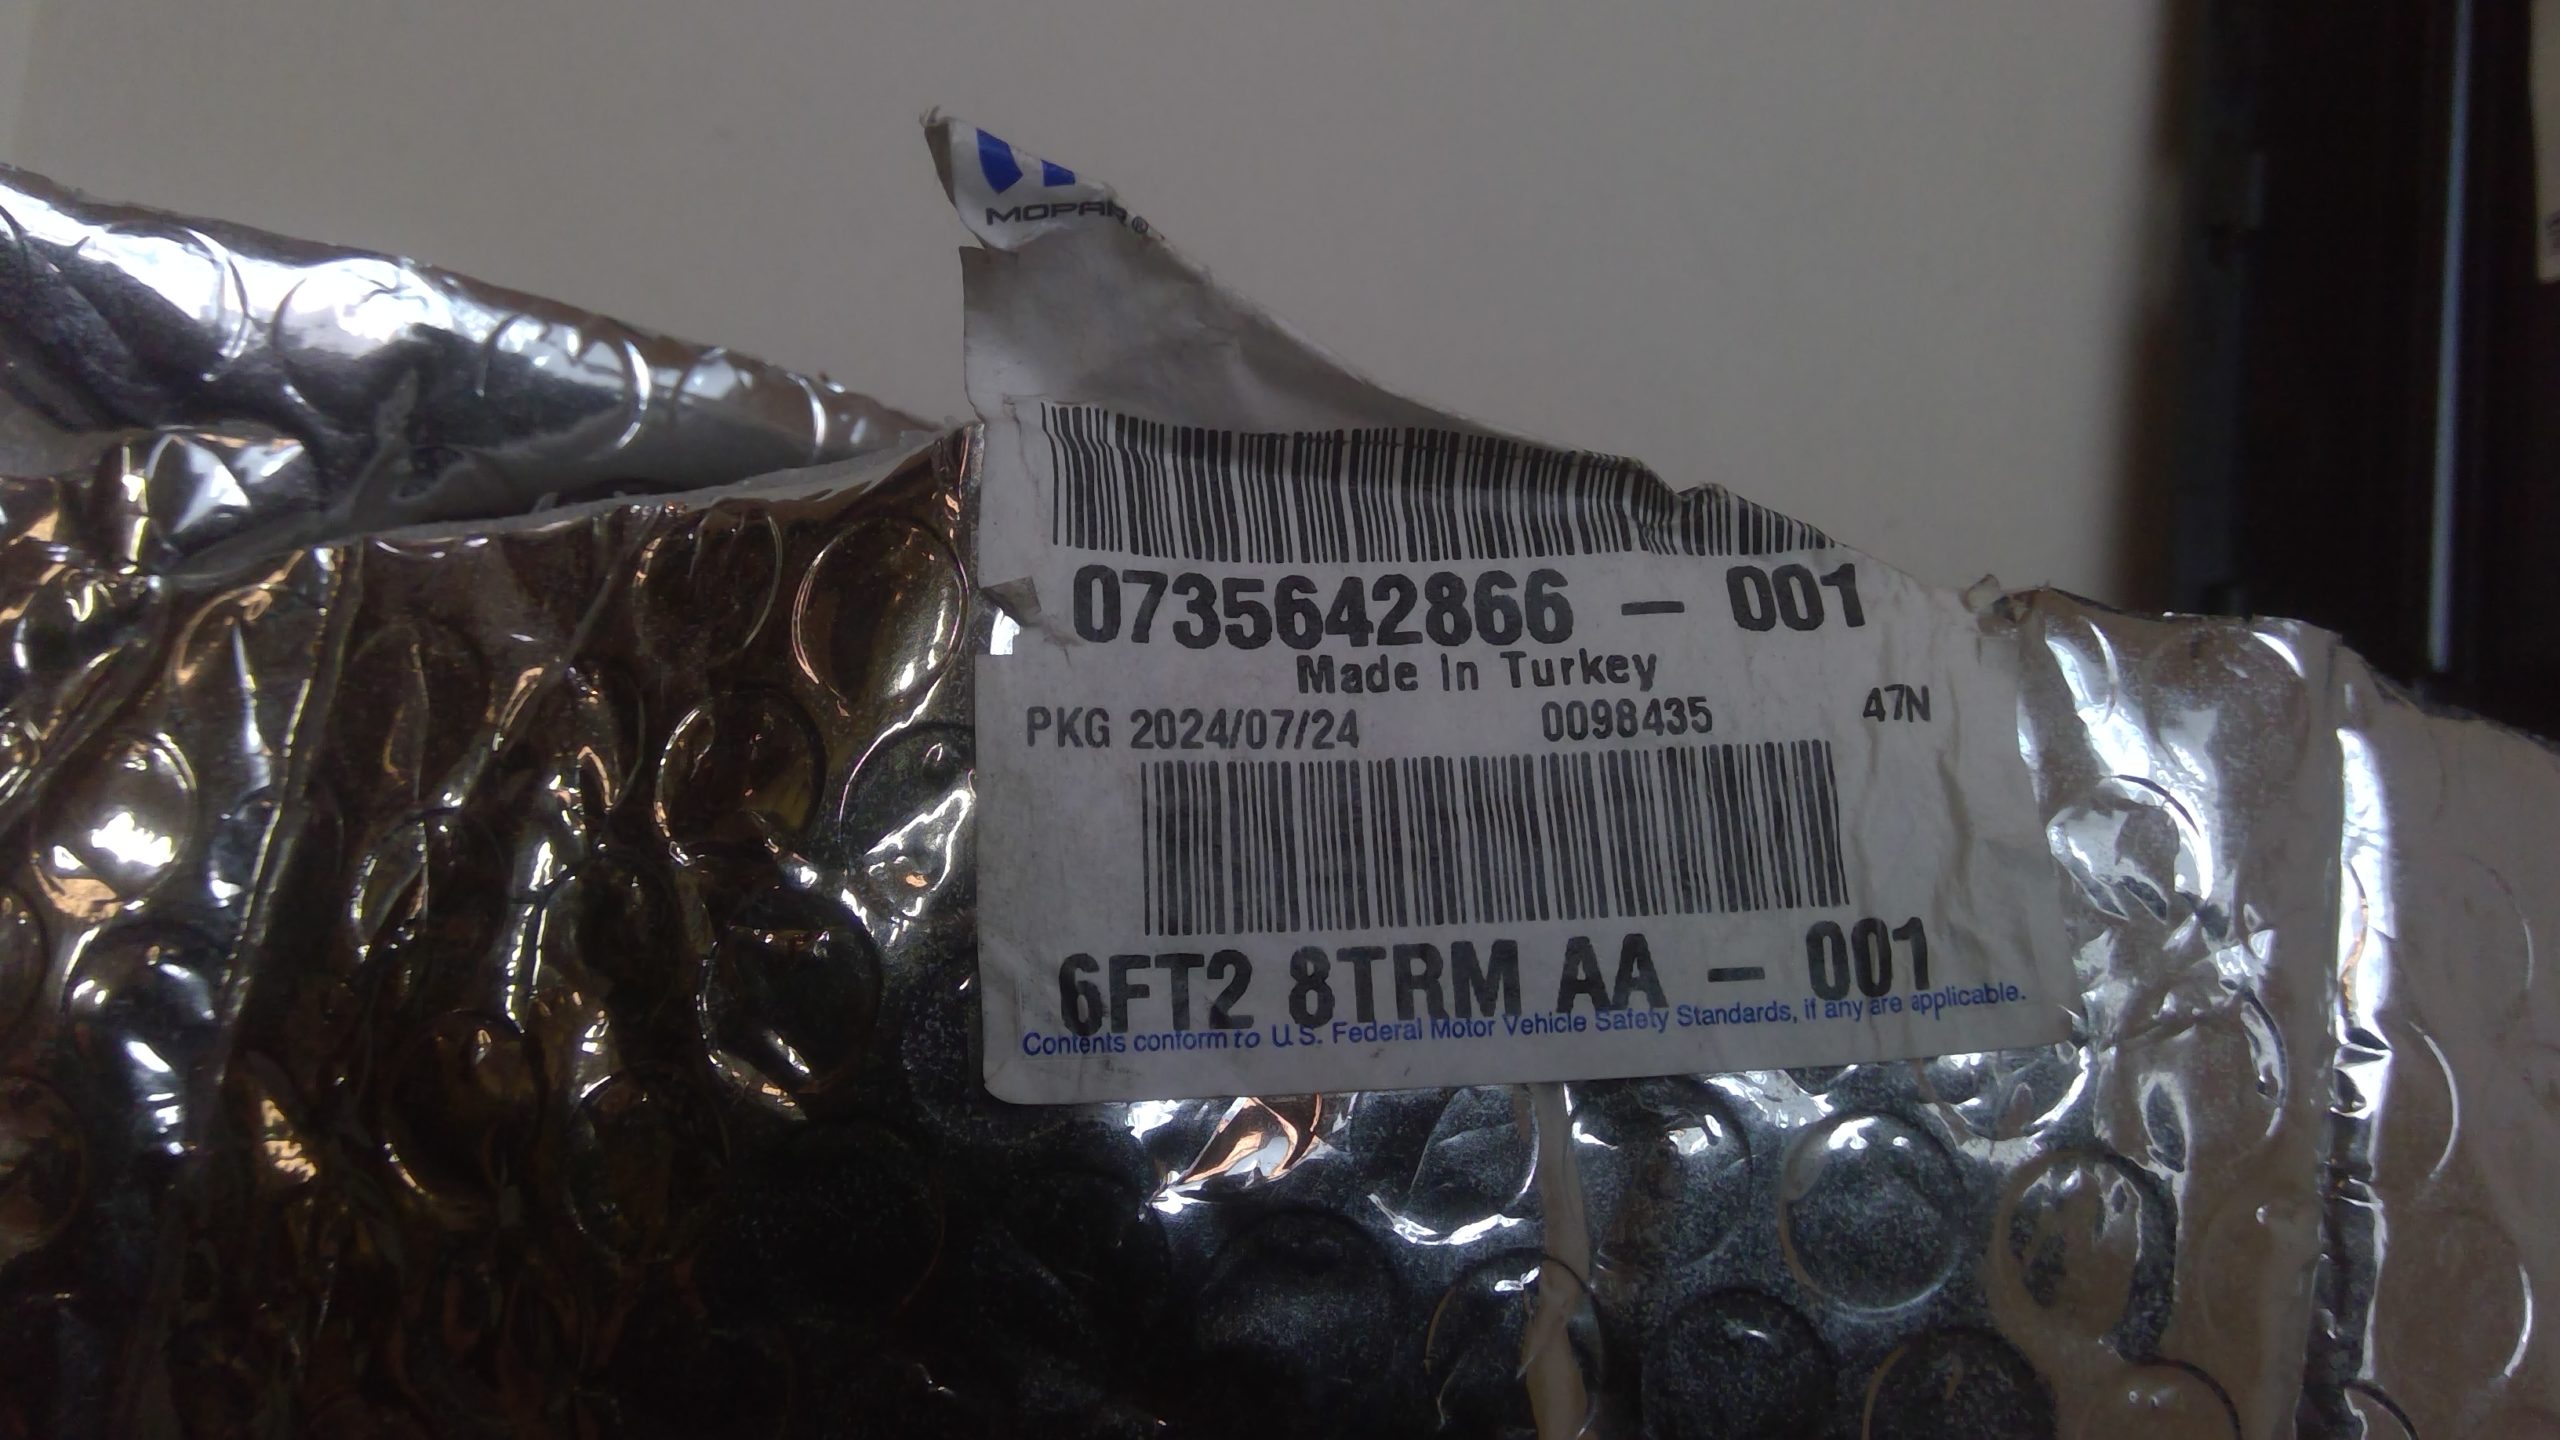 MOPAR®
0735642866 — 001
Made In Turkey
PKG 2024/07/24 0098435 47N
6FT2 8TRM AA — 001
Contents conform to U.S. Federal Motor Vehicle Safety Standards, if any are applicable.